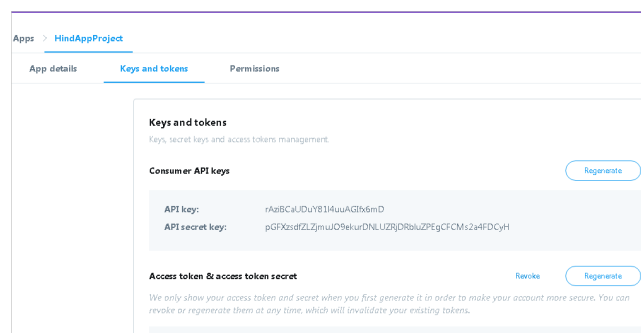 Apps > HindAppProject
App details Keys and tokens Permissions
Keys and tokens
Keys, secret keys and access tokens management.
Consumer API keys Regenerate
API key: rAziBCaUDuYB1I4uuAGIfx6mD
API secret key: pGFXzsdfZLZjmuJO9ekurDNLUZRjDRbluZPEgCFCMs2a4FDCyH
Access token & access token secret Revoke Regenerate
We only show your access token and secret when you first generate it in order to make your account more secure. You can
revoke or regenerate them at any time, which will invalidate your existing tokens.